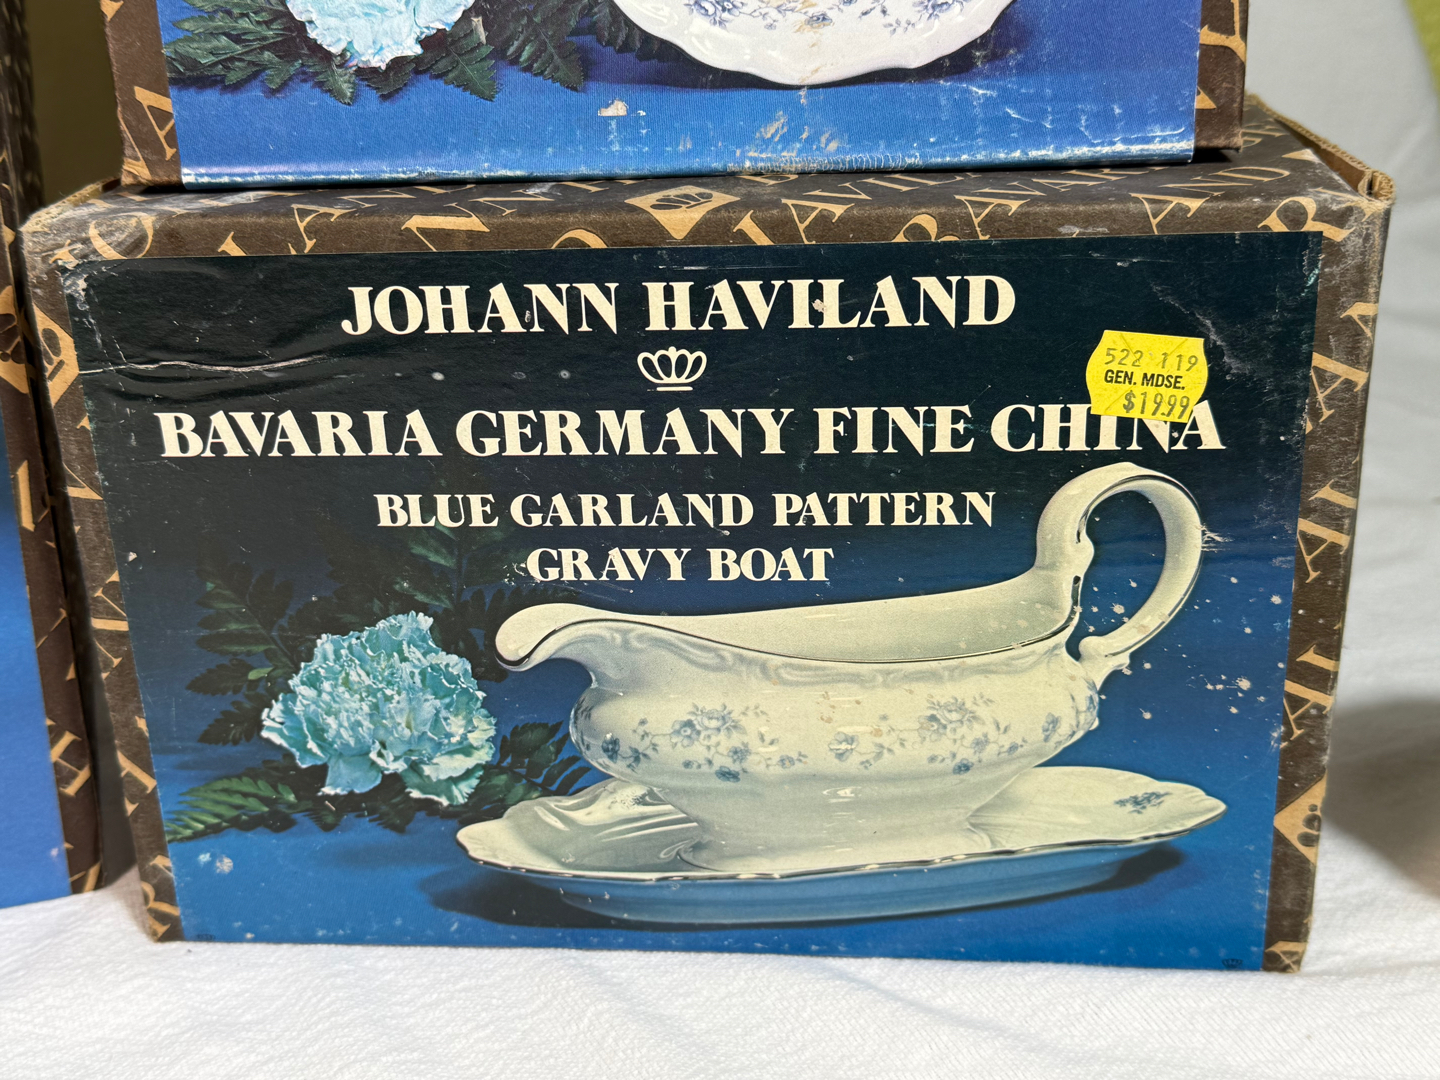 JOHANN HAVILAND
522 119
GEN. MDSE.
$19.99
BAVARIA GERMANY FINE CHINA
BLUE GARLAND PATTERN
GRAVY BOAT